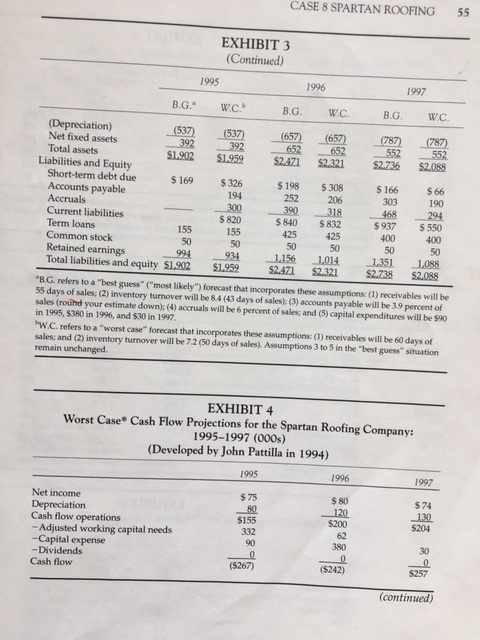 CASE 8 SPARTAN ROOFING 55
EXHIBIT 3
(Continued)
1995 1996 1997
B.G.ᵃ W.C.ᵇ B.G. W.C. B.G. W.C.
(Depreciation) (537) (537) (657) (657) (787) (787)
Net fixed assets 392 392 652 652 552 552
Total assets $1,902 $1,959 $2,471 $2,321 $2,736 $2,088
Liabilities and Equity
Short-term debt due $ 169 $ 326 $ 198 $ 308 $ 166 $ 66
Accounts payable 194 252 206 303 190
Accruals 300 390 318 468 294
Current liabilities $ 820 $ 840 $ 832 $ 937 $ 550
Term loans 155 155 425 425 400 400
Common stock 50 50 50 50 50 50
Retained earnings 994 934 1,156 1,014 1,351 1,088
Total liabilities and equity $1,902 $1,959 $2,471 $2,321 $2,738 $2,088
ᵃB.G. refers to a "best guess" ("most likely") forecast that incorporates these assumptions: (1) receivables will be
55 days of sales; (2) inventory turnover will be 8.4 (43 days of sales); (3) accounts payable will be 3.9 percent of
sales (round your estimate down); (4) accruals will be 6 percent of sales; and (5) capital expenditures will be $90
in 1995, $380 in 1996, and $30 in 1997.
ᵇW.C. refers to a "worst case" forecast that incorporates these assumptions: (1) receivables will be 60 days of
sales; and (2) inventory turnover will be 7.2 (50 days of sales). Assumptions 3 to 5 in the "best guess" situation
remain unchanged.
EXHIBIT 4
Worst Case* Cash Flow Projections for the Spartan Roofing Company:
1995–1997 (000s)
(Developed by John Pattilla in 1994)
1995 1996 1997
Net income $ 75 $ 80 $ 74
Depreciation 80 120 130
Cash flow operations $155 $200 $204
−Adjusted working capital needs 332 62
−Capital expense 90 380 30
−Dividends 0 0 0
Cash flow ($267) ($242) $257
(continued)